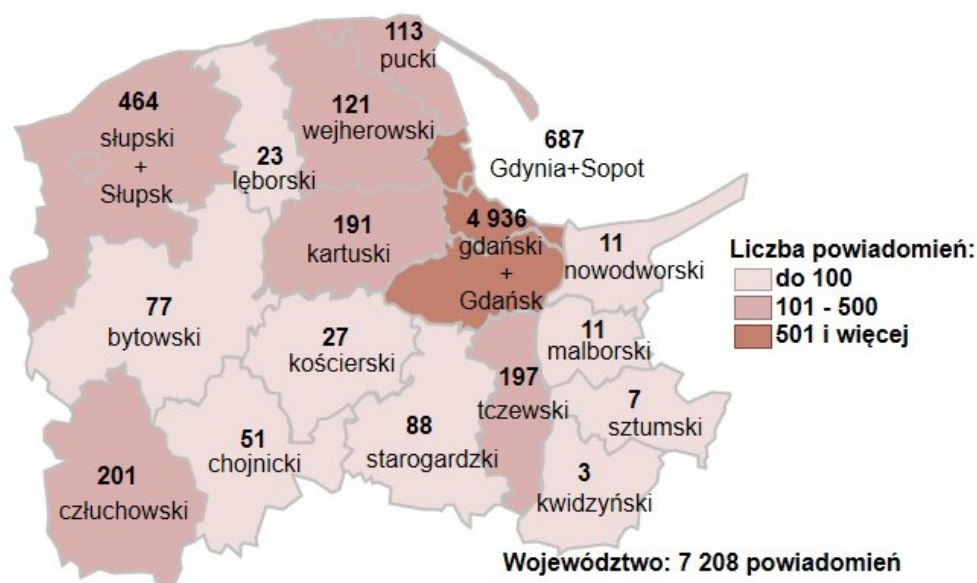 113
pucki
464
słupski
+
Słupsk
23
lęborski
121
wejherowski
687
Gdynia+Sopot
191
kartuski
4 936
gdański
+
Gdańsk
11
nowodworski
Liczba powiadomień:
do 100
101 - 500
501 i więcej
77
bytowski
27
kościerski
11
malborski
197
tczewski
7
sztumski
201
człuchowski
51
chojnicki
88
starogardzki
3
kwidzyński
Województwo: 7 208 powiadomień